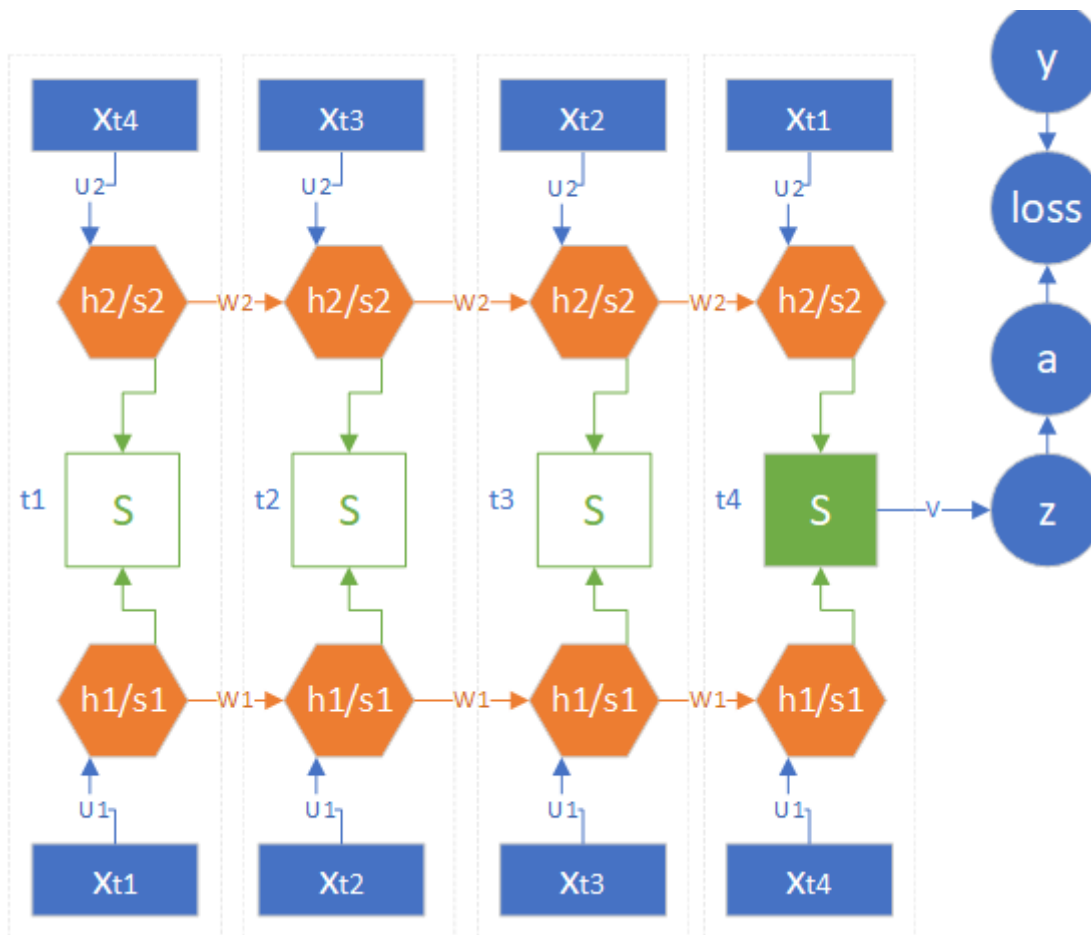 Xt4 Xt3 Xt2 Xt1 y
U2 U2 U2 U2 loss
h2/s2 W2 h2/s2 W2 h2/s2 W2 h2/s2
a
t1 S t2 S t3 S t4 S V z
h1/s1 W1 h1/s1 W1 h1/s1 W1 h1/s1
U1 U1 U1 U1
Xt1 Xt2 Xt3 Xt4